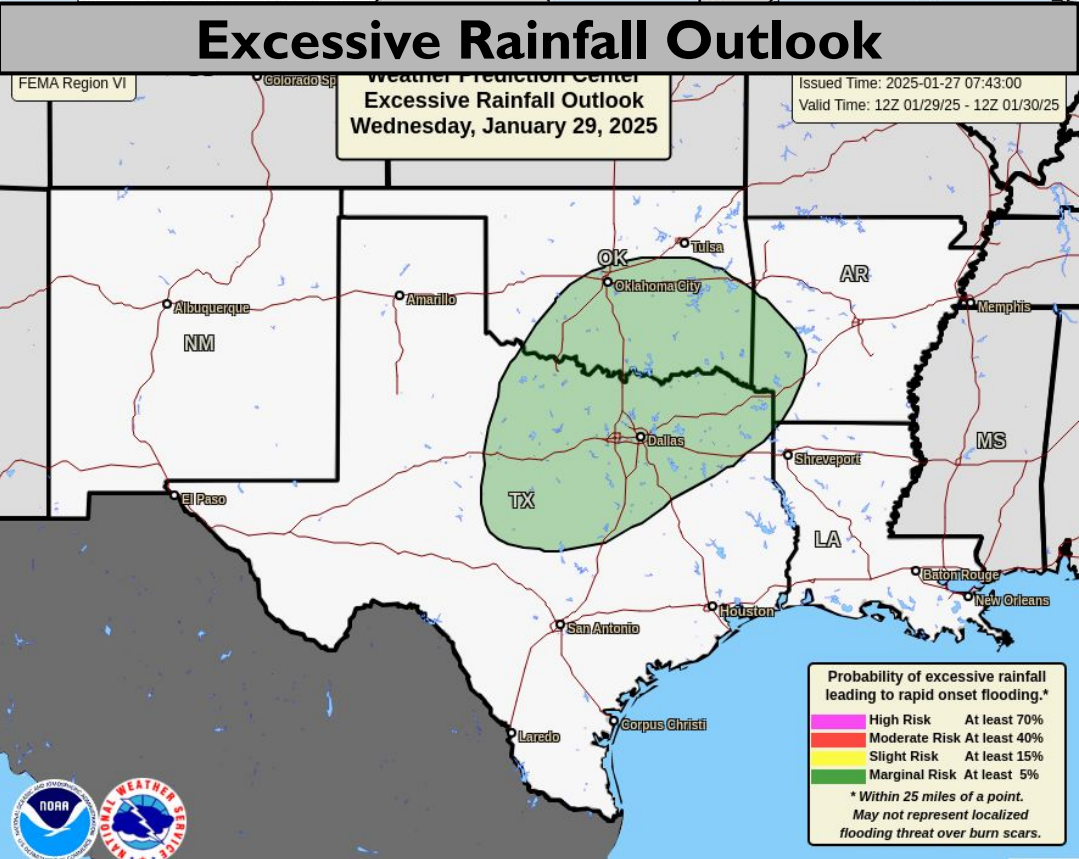 Excessive Rainfall Outlook
FEMA Region VI
Weather Prediction Center
Excessive Rainfall Outlook
Wednesday, January 29, 2025
Issued Time: 2025-01-27 07:43:00
Valid Time: 12Z 01/29/25 - 12Z 01/30/25
Colorado Sp
Tulsa
OK
Oklahoma City
AR
Albuquerque
Amarillo
Memphis
NM
Dallas
MS
Shreveport
El Paso
TX
LA
Baton Rouge
New Orleans
Houston
San Antonio
Corpus Christi
Laredo
Probability of excessive rainfall
leading to rapid onset flooding.*
High Risk At least 70%
Moderate Risk At least 40%
Slight Risk At least 15%
Marginal Risk At least 5%
* Within 25 miles of a point.
May not represent localized
flooding threat over burn scars.
NOAA
NATIONAL WEATHER SERVICE